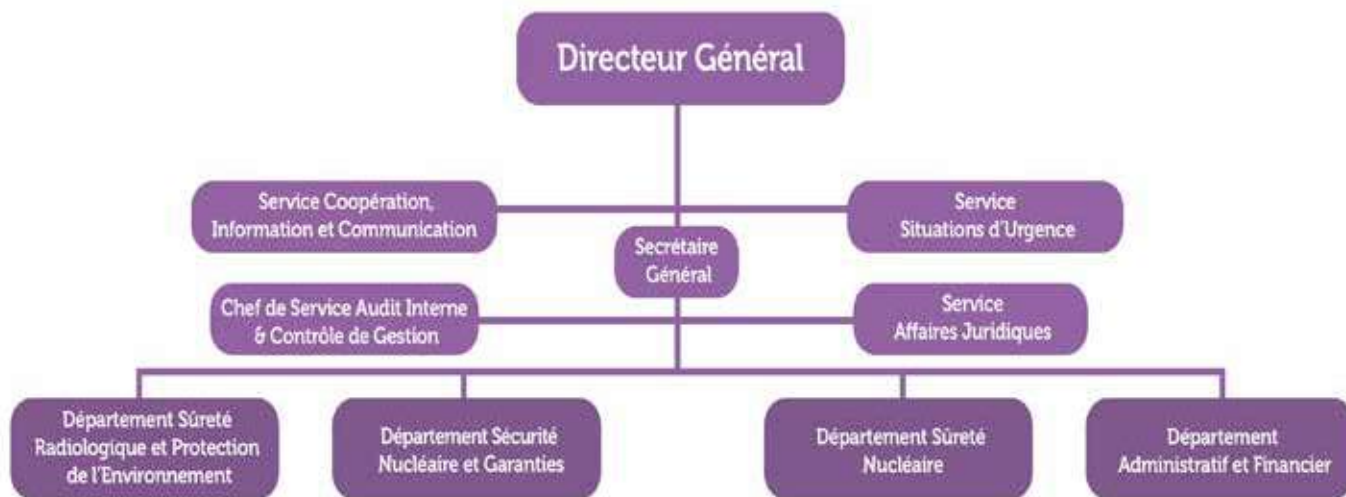 Directeur Général
Service Coopération,
Information et Communication
Service
Situations d'Urgence
Secrétaire
Général
Chef de Service Audit Interne
& Contrôle de Gestion
Service
Affaires Juridiques
Département Sûreté
Radiologique et Protection
de l'Environnement
Département Sécurité
Nucléaire et Garanties
Département Sûreté
Nucléaire
Département
Administratif et Financier